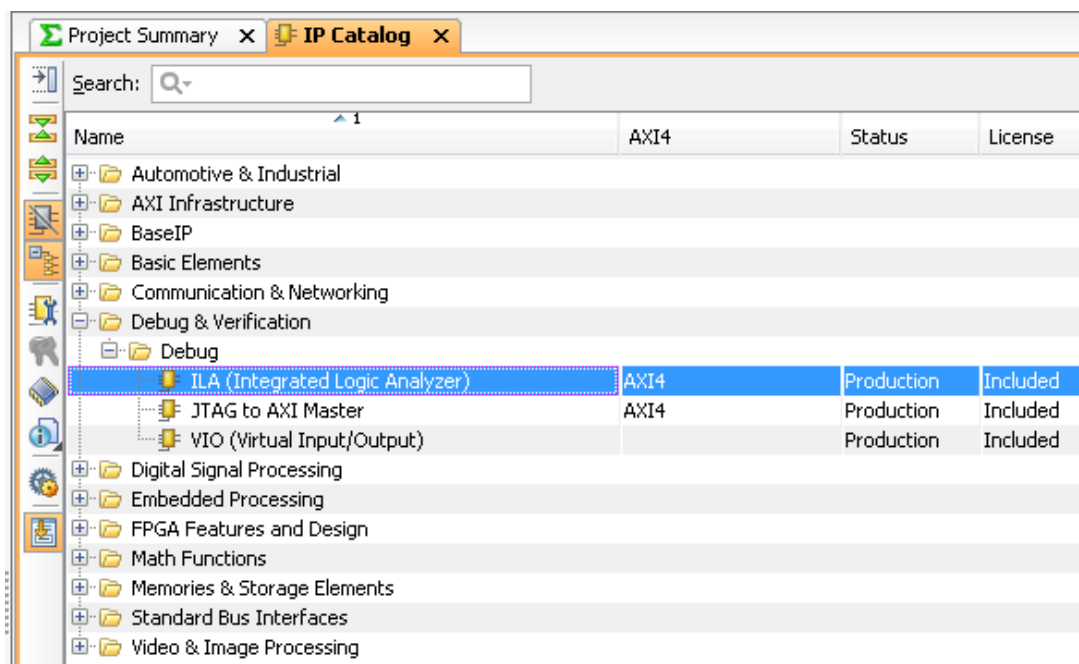 Project Summary IP Catalog
Search:
1
Name AXI4 Status License
Automotive & Industrial
AXI Infrastructure
BaseIP
Basic Elements
Communication & Networking
Debug & Verification
Debug
ILA (Integrated Logic Analyzer) AXI4 Production Included
JTAG to AXI Master AXI4 Production Included
VIO (Virtual Input/Output) Production Included
Digital Signal Processing
Embedded Processing
FPGA Features and Design
Math Functions
Memories & Storage Elements
Standard Bus Interfaces
Video & Image Processing